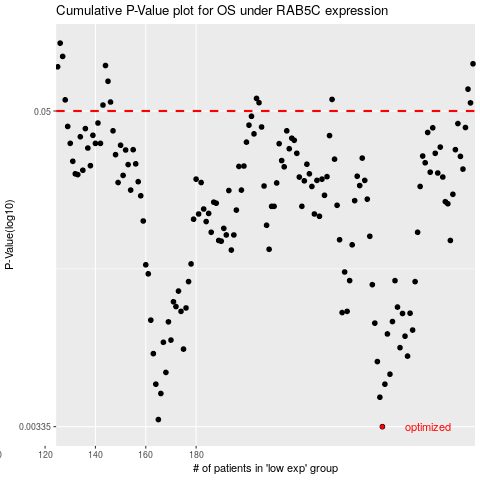 Cumulative P-Value plot for OS under RAB5C expression
P-Value(log10)
0.05
0.00335
optimized
0
120
140
160
180
# of patients in 'low exp' group